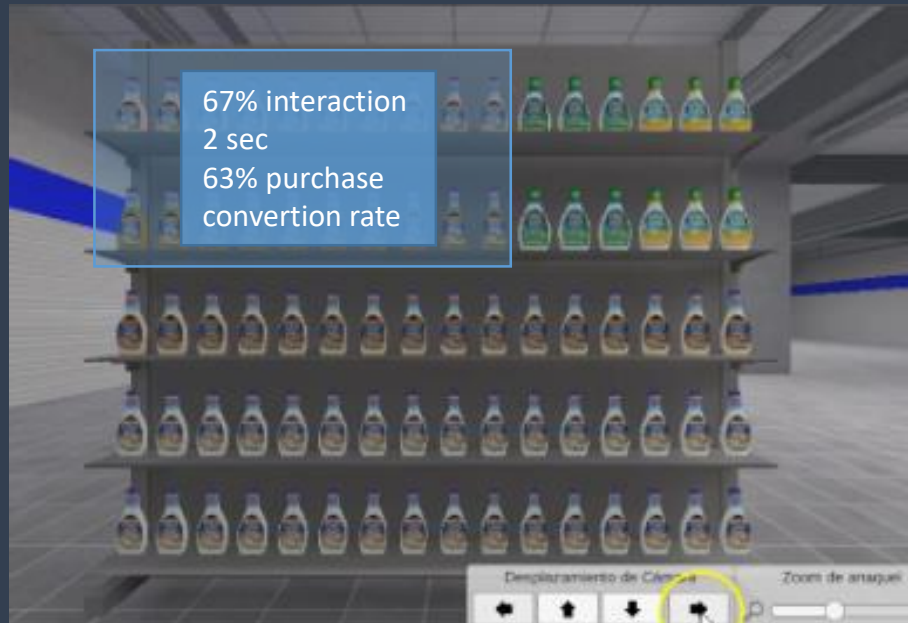 67% interaction
2 sec
63% purchase
convertion rate
Desplazamiento de Cámara
Zoom de anaquel